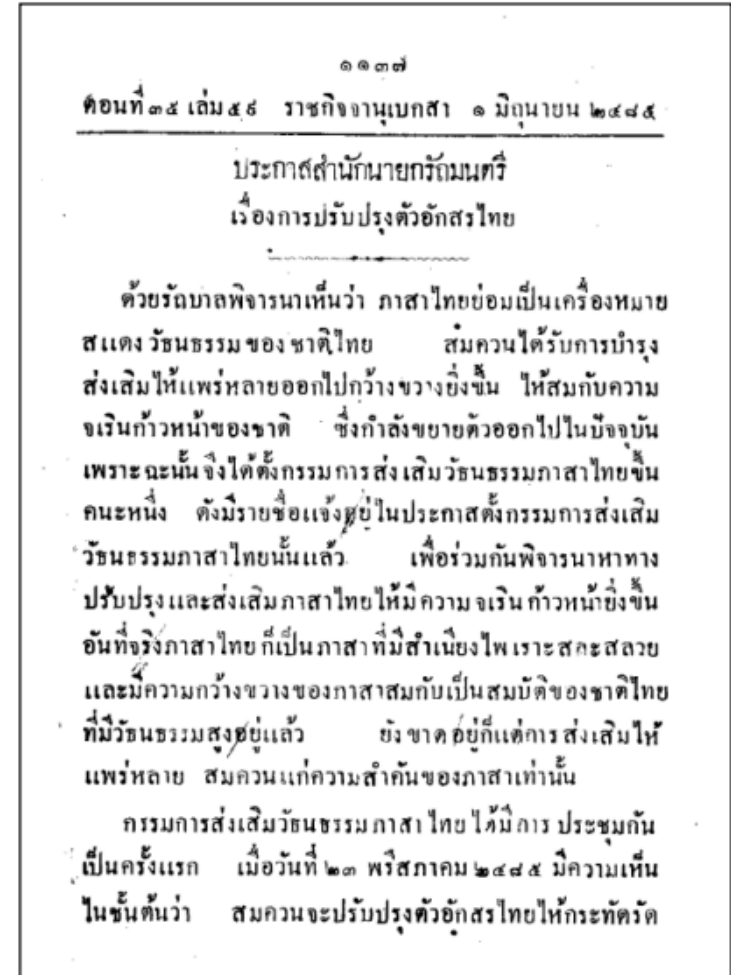 ๑๑๓๗
ตอนที่ ๓๕ เล่ม ๕๙ ราชกิจจานุเบกสา ๑ มิถุนายน ๒๔๘๕
ประกาสสำนักนายกรัถมนตรี
เรื่องการปรับปรุงตัวอักสรไทย
ด้วยรัถบาลพิจารนาเห็นว่า ภาสาไทยย่อมเป็นเครื่องหมาย
สแดงวัธนธรรมของชาติไทย สมควนได้รับการบำรุง
ส่งเสิมให้แพร่หลายออกไปกว้างขวางยิ่งขึ้น ให้สมกับความ
จเรินก้าวหน้าของชาติ ซึ่งกำลังขยายตัวออกไปในปัจจุบัน
เพราะฉะนั้นจึงได้ตั้งกรรมการส่งเสิมวัธนธรรมภาสาไทยขึ้น
คนะหนึ่ง ดังมีรายชื่อแจ้งอยู่ในประกาสตั้งกรรมการส่งเสิม
วัธนธรรมภาสาไทยนั้นแล้ว เพื่อร่วมกันพิจารนาหาทาง
ปรับปรุงและส่งเสิมภาสาไทยให้มีความจเรินก้าวหน้ายิ่งขึ้น
อันที่จริงภาสาไทยก็เป็นภาสาที่มีสำเนียงไพเราะสละสลวย
และมีความกว้างขวางของภาสาสมกับเป็นสมบัติของชาติไทย
ที่มีวัธนธรรมสูงอยู่แล้ว ยังขาดอยู่ก็แต่การส่งเสิมให้
แพร่หลาย สมควนแก่ความสำคันของภาสาเท่านั้น
กรรมการส่งเสิมวัธนธรรมภาสาไทยได้มีการประชุมกัน
เป็นครั้งแรก เมื่อวันที่ ๒๓ พรึสภาคม ๒๔๘๕ มีความเห็น
ในชั้นต้นว่า สมควนจะปรับปรุงตัวอักสรไทยให้กระทัดรัด